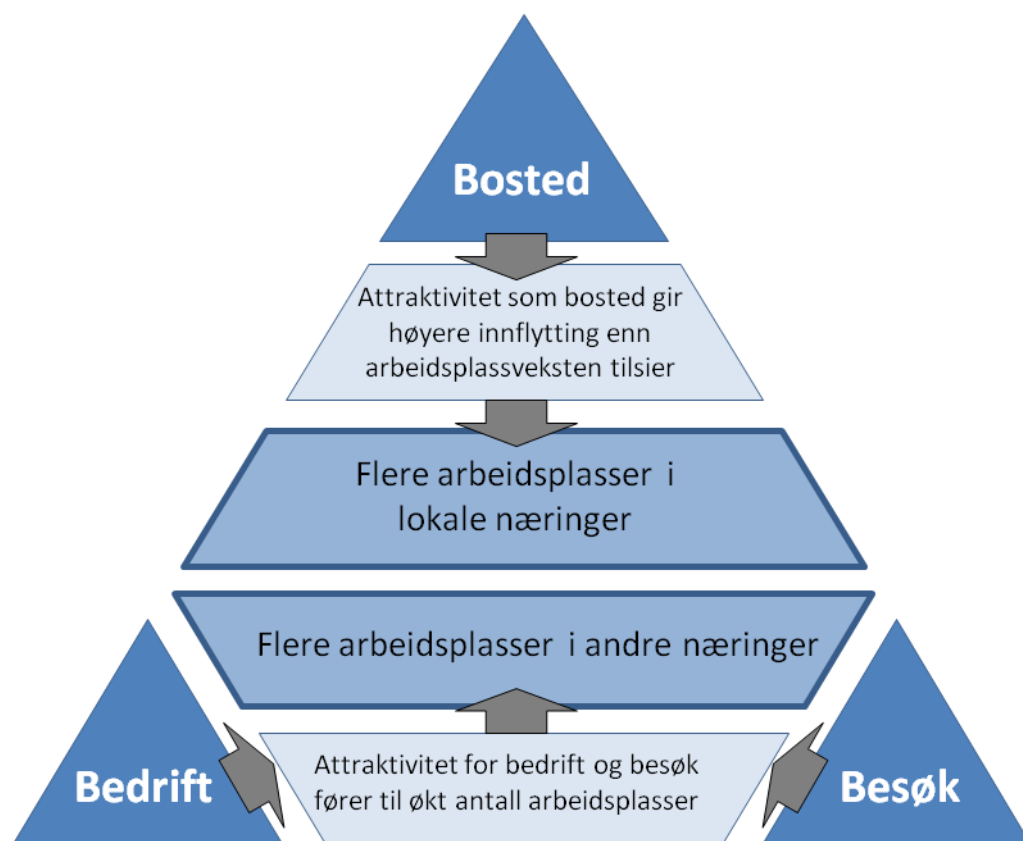 Bosted
Attraktivitet som bosted gir
høyere innflytting enn
arbeidsplassveksten tilsier
Flere arbeidsplasser i
lokale næringer
Flere arbeidsplasser i andre næringer
Bedrift
Attraktivitet for bedrift og besøk
fører til økt antall arbeidsplasser
Besøk